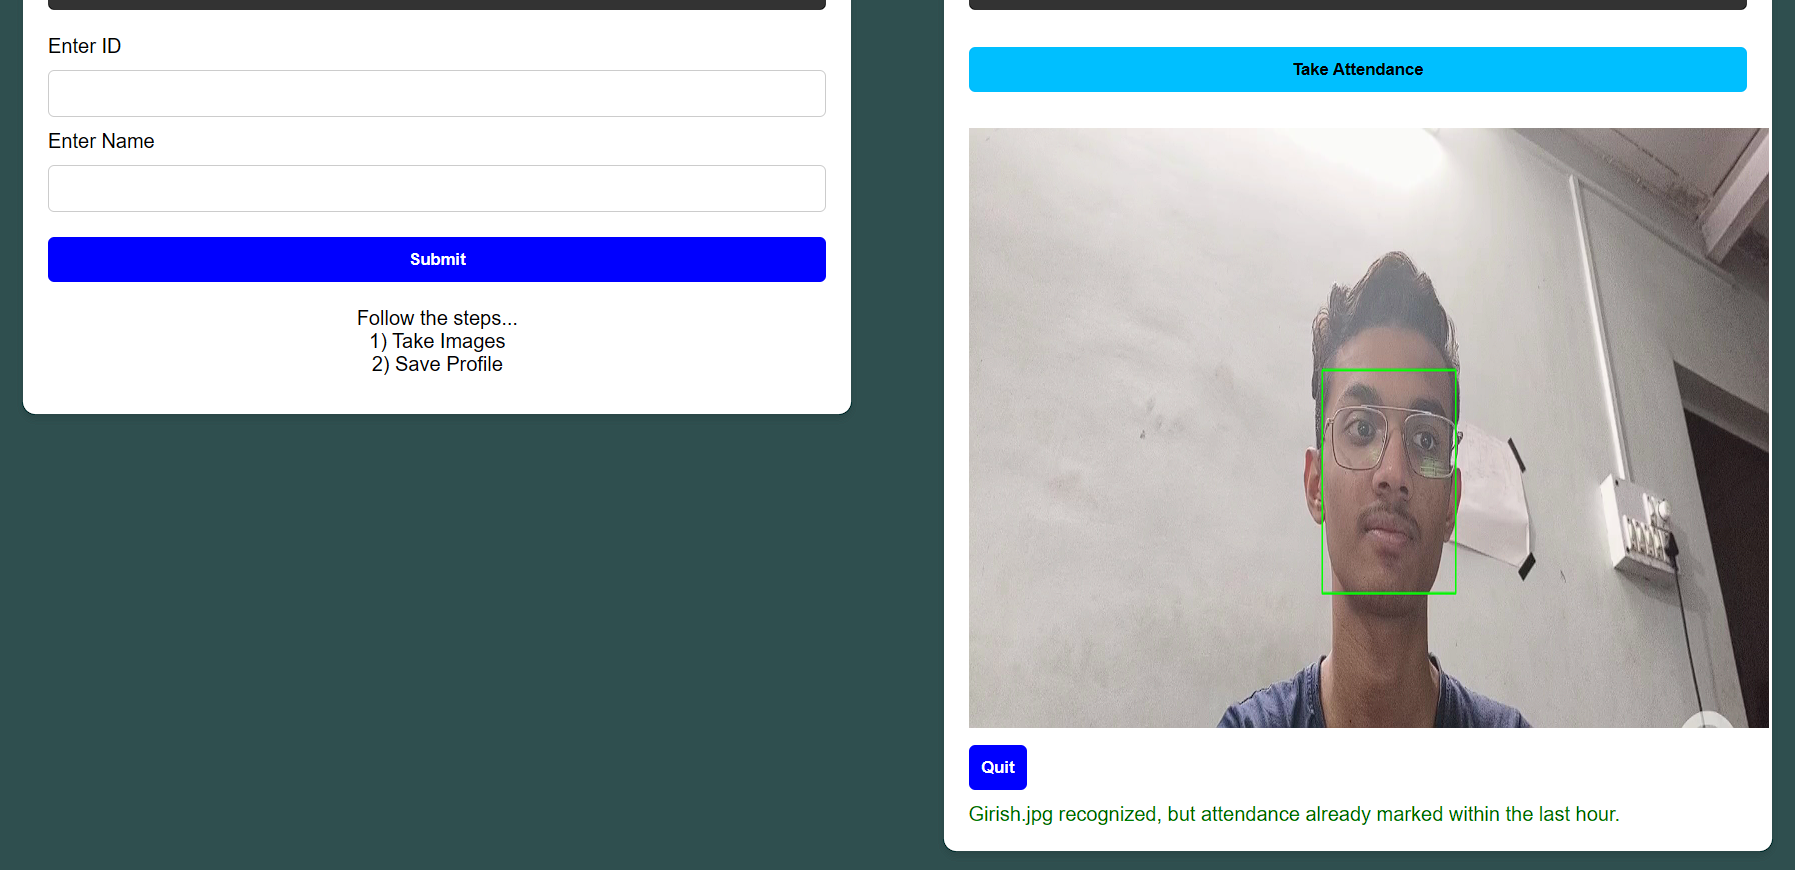 Enter ID
Enter Name
Submit
Follow the steps...
1) Take Images
2) Save Profile
Take Attendance
Quit
Girish.jpg recognized, but attendance already marked within the last hour.